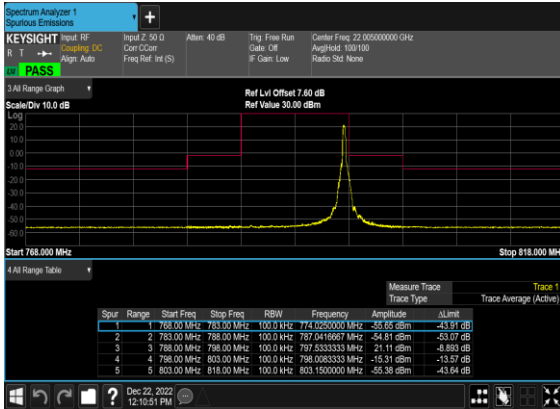 Spectrum Analyzer 1
Spurious Emissions
+
KEYSIGHT Input: RF Input Z: 50 Ω Atten: 40 dB Trig: Free Run Center Freq: 22.005000000 GHz
R T Coupling: DC Corr CCorr Gate: Off Avg|Hold: 100/100
Align: Auto Freq Ref: Int (S) IF Gain: Low Radio Std: None
PASS
3 All Range Graph Ref Lvl Offset 7.60 dB
Scale/Div 10.0 dB Ref Value 30.00 dBm
Log
20.0
10.0
0.00
-10.0
-20.0
-30.0
-40.0
-50.0
-60.0
Start 768.000 MHz Stop 818.000 MHz
4 All Range Table
Measure Trace Trace 1
Trace Type Trace Average (Active)
Spur Range Start Freq Stop Freq RBW Frequency Amplitude ΔLimit
1 1 768.00 MHz 783.00 MHz 100.0 kHz 774.0250000 MHz -55.65 dBm -43.91 dB
2 2 783.00 MHz 788.00 MHz 100.0 kHz 787.0416667 MHz -54.81 dBm -53.07 dB
3 3 788.00 MHz 798.00 MHz 100.0 kHz 797.5333333 MHz 21.11 dBm -8.893 dB
4 4 798.00 MHz 803.00 MHz 100.0 kHz 798.0083333 MHz -15.31 dBm -13.57 dB
5 5 803.00 MHz 818.00 MHz 100.0 kHz 803.1500000 MHz -55.38 dBm -43.64 dB
? Dec 22, 2022
12:10:51 PM